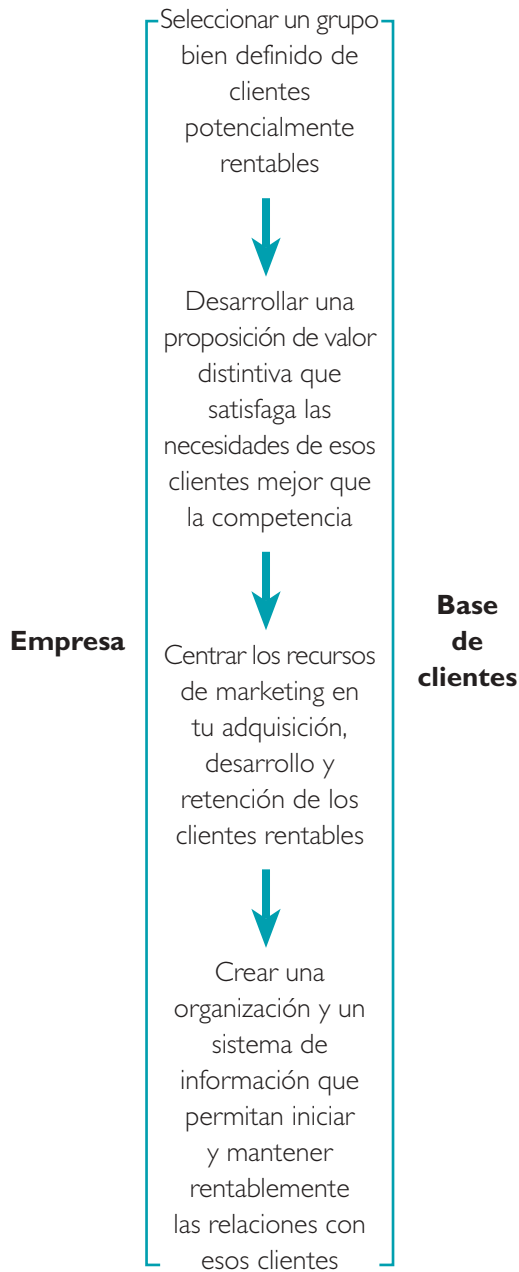 Seleccionar un grupo
bien definido de
clientes
potencialmente
rentables
Desarrollar una
proposición de valor
distintiva que
satisfaga las
necesidades de esos
clientes mejor que
la competencia
Empresa
Base
de
clientes
Centrar los recursos
de marketing en
tu adquisición,
desarrollo y
retención de los
clientes rentables
Crear una
organización y un
sistema de
información que
permitan iniciar
y mantener
rentablemente
las relaciones con
esos clientes